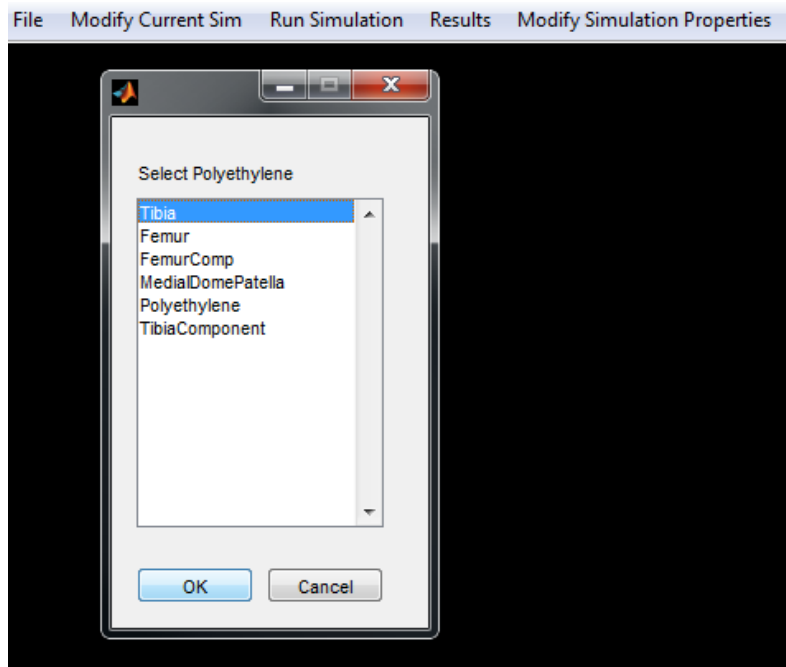 File Modify Current Sim Run Simulation Results Modify Simulation Properties
Select Polyethylene
Tibia
Femur
FemurComp
MedialDomePatella
Polyethylene
TibiaComponent
OK Cancel